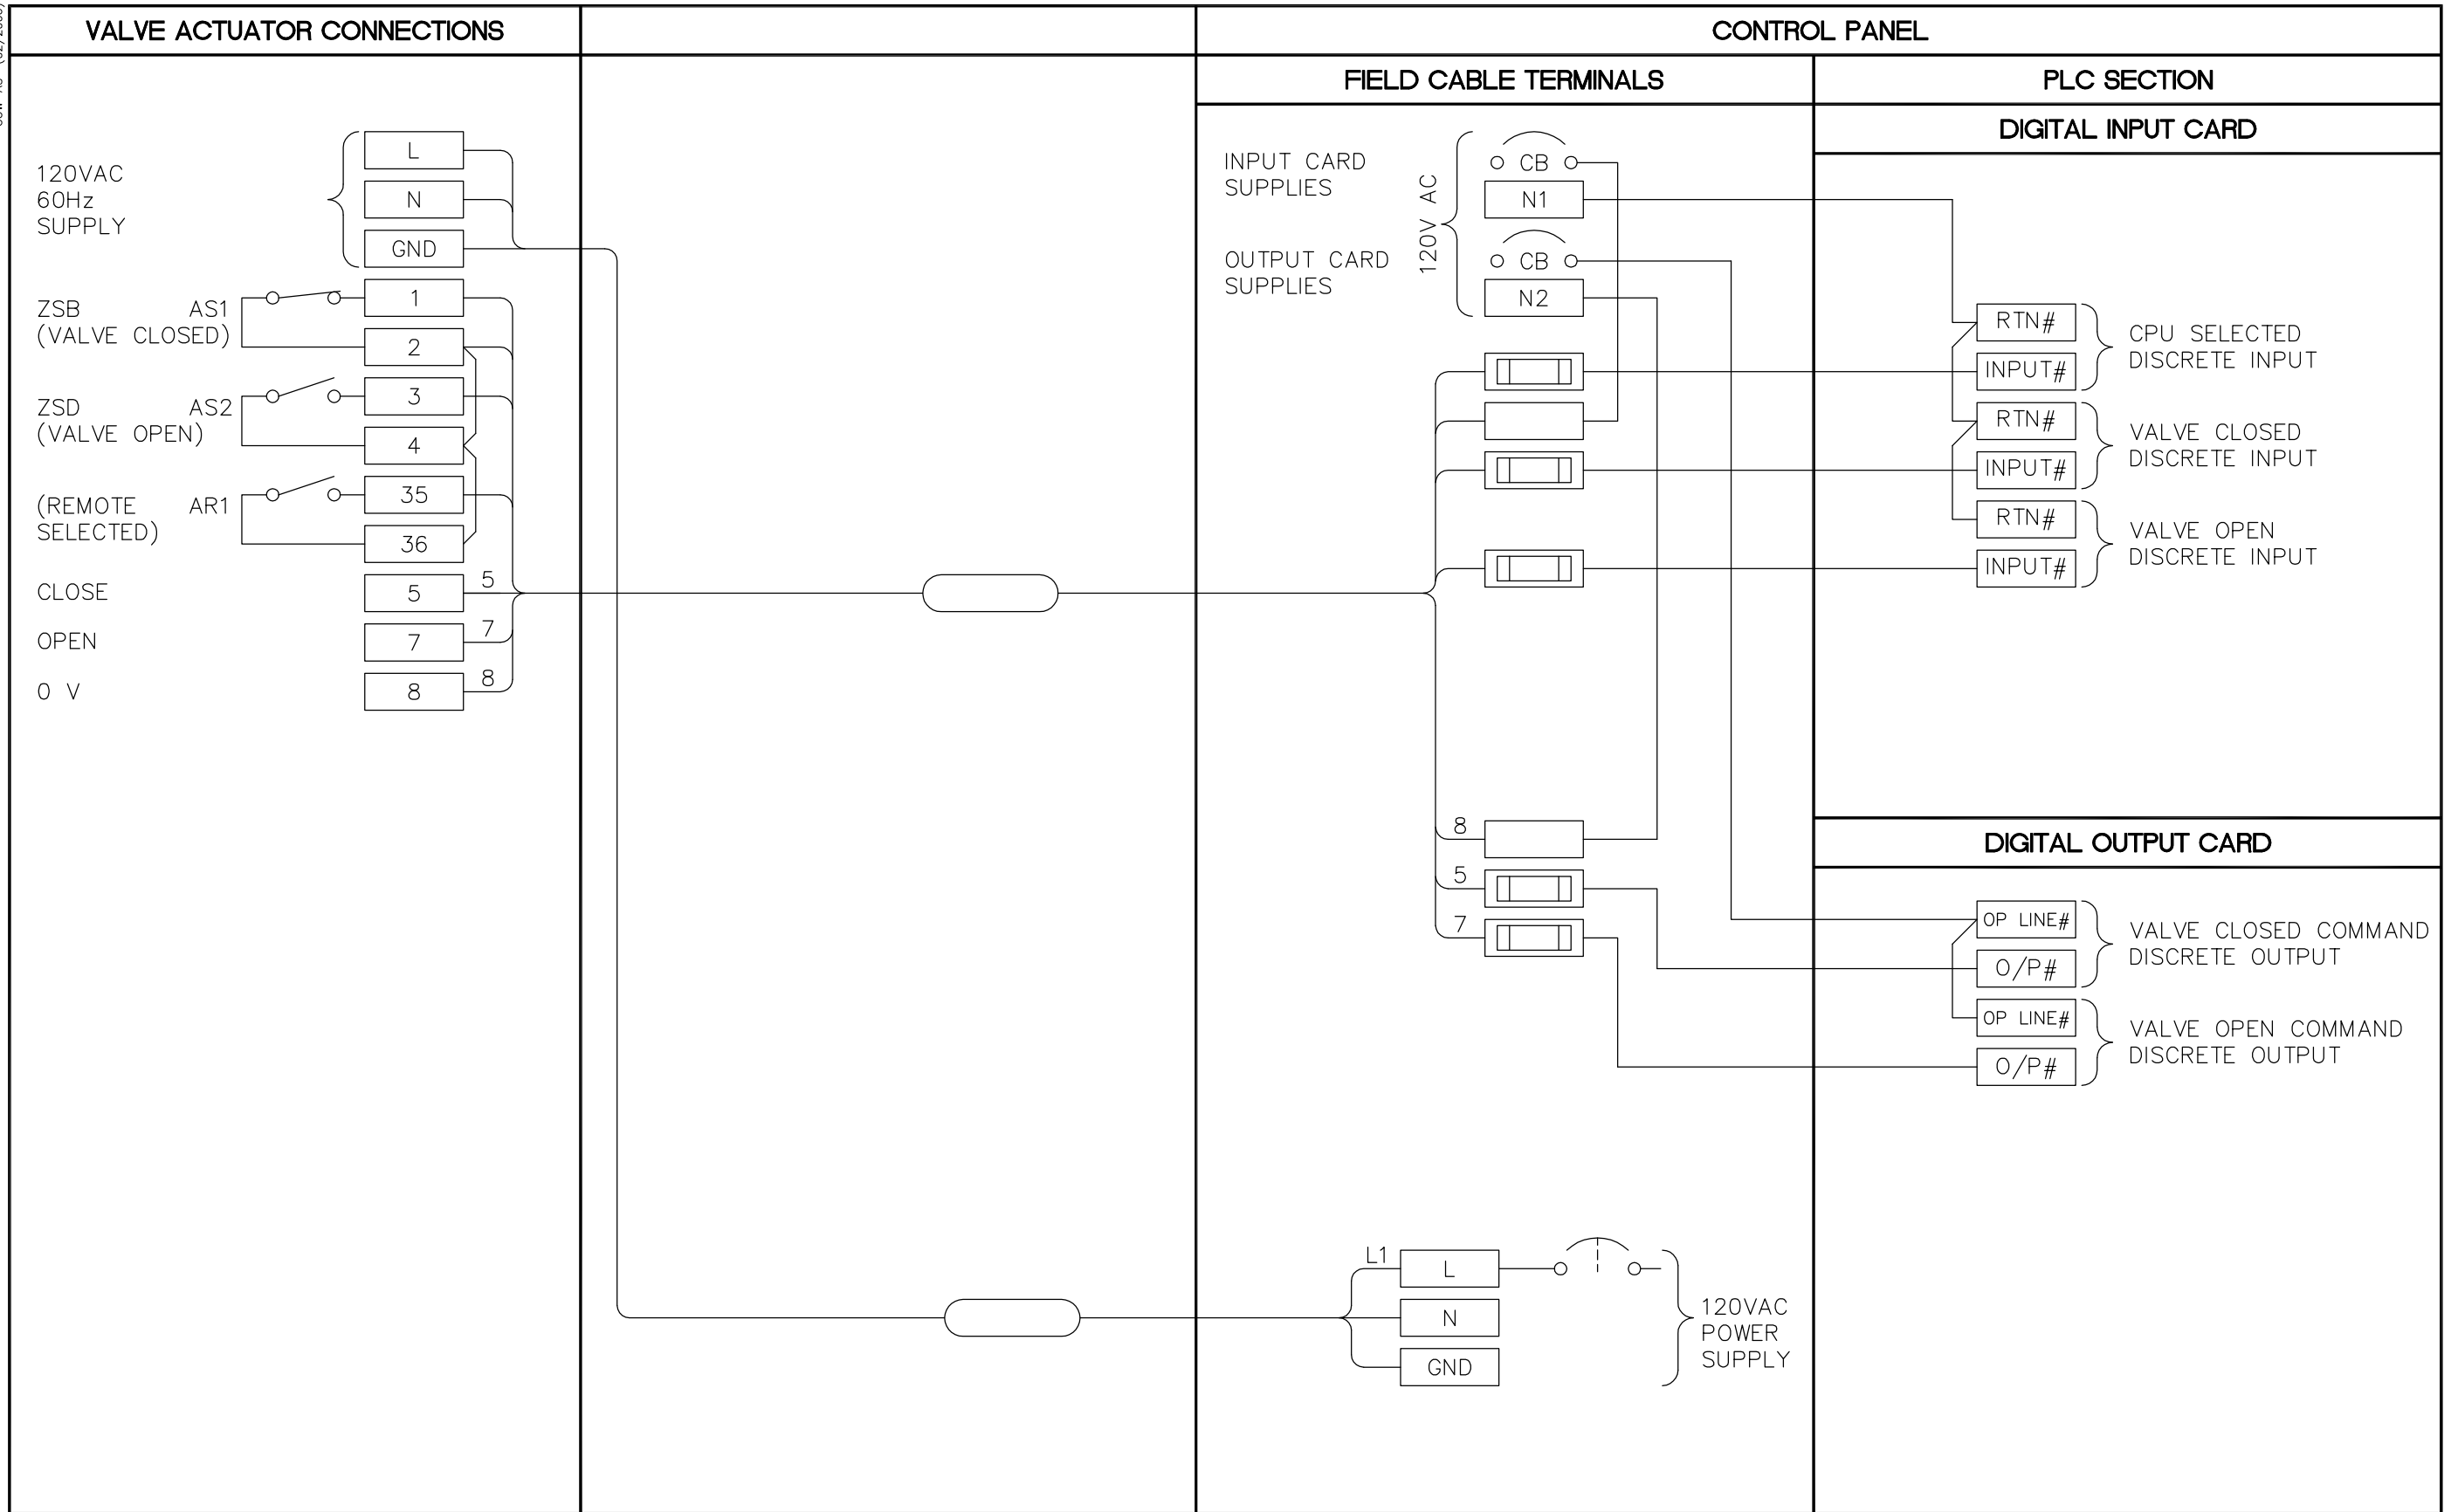 VALVE ACTUATOR CONNECTIONS
CONTROL PANEL
FIELD CABLE TERMINALS
PLC SECTION
DIGITAL INPUT CARD
120VAC
60Hz
SUPPLY
L
N
GND
ZSB AS1
(VALVE CLOSED)
1
2
ZSD AS2
(VALVE OPEN)
3
4
(REMOTE AR1
SELECTED)
35
36
CLOSE
5
5
OPEN
7
7
0 V
8
8
INPUT CARD
SUPPLIES
OUTPUT CARD
SUPPLIES
120V AC
CB
N1
CB
N2
8
5
7
RTN#
INPUT#
CPU SELECTED
DISCRETE INPUT
RTN#
INPUT#
VALVE CLOSED
DISCRETE INPUT
RTN#
INPUT#
VALVE OPEN
DISCRETE INPUT
DIGITAL OUTPUT CARD
OP LINE#
O/P#
VALVE CLOSED COMMAND
DISCRETE OUTPUT
OP LINE#
O/P#
VALVE OPEN COMMAND
DISCRETE OUTPUT
L1
L
N
GND
120VAC
POWER
SUPPLY